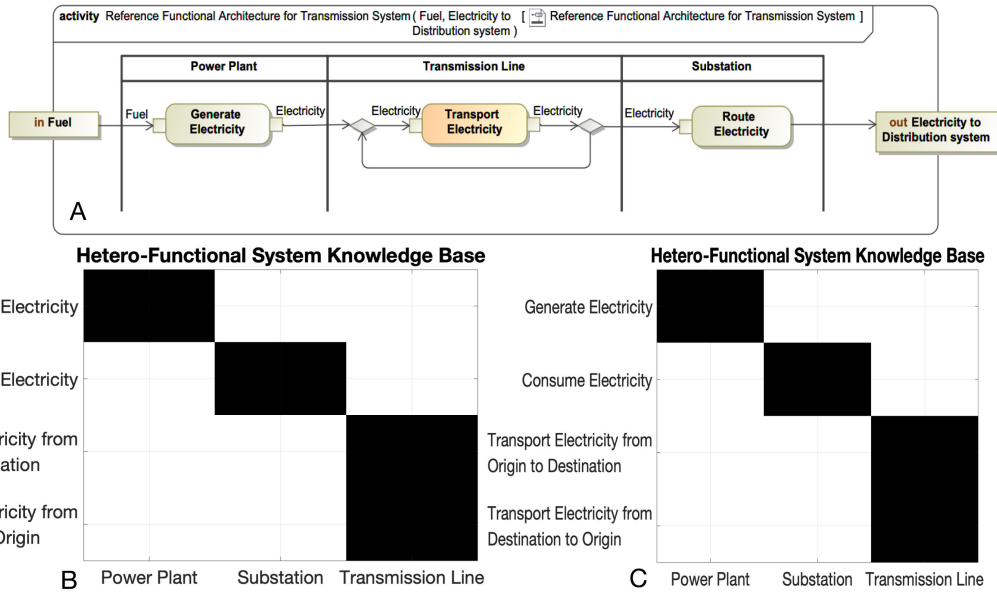 activity Reference Functional Architecture for Transmission System ( Fuel, Electricity to [ Reference Functional Architecture for Transmission System ]
Distribution system )
Power Plant Transmission Line Substation
in Fuel
Fuel
Generate
Electricity
Electricity
Electricity
Transport
Electricity
Electricity
Electricity
Route
Electricity
out Electricity to
Distribution system
A
Hetero-Functional System Knowledge Base
Electricity
Electricity
ricity from
ation
ricity from
Origin
Power Plant Substation Transmission Line
B
Hetero-Functional System Knowledge Base
Generate Electricity
Consume Electricity
Transport Electricity from
Origin to Destination
Transport Electricity from
Destination to Origin
Power Plant Substation Transmission Line
C